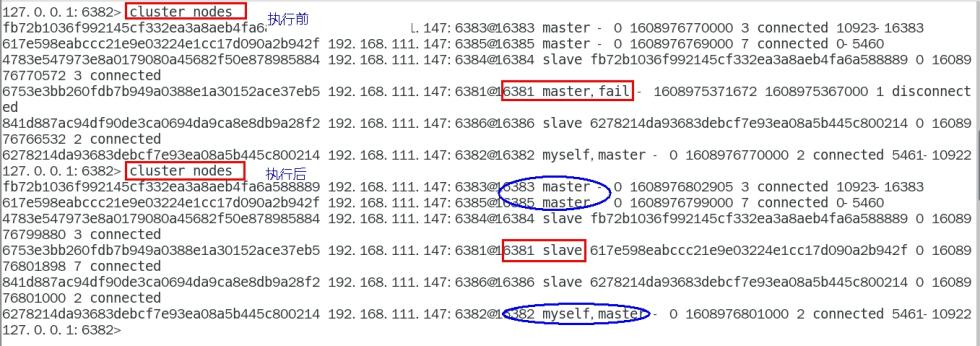 127.0.0.1:6382> cluster nodes 执行前
fb72b1036f992145cf332ea3a8aeb4fa6 .147:6383@16383 master - 0 1608976770000 3 connected 10923-16383
617e598eabccc21e9e03224e1cc17d090a2b942f 192.168.111.147:6385@16385 master - 0 1608976769000 7 connected 0-5460
4783e547973e8a0179080a45682f50e878985884 192.168.111.147:6384@16384 slave fb72b1036f992145cf332ea3a8aeb4fa6a588889 0 16089
76770572 3 connected
6753e3bb260fdb7b949a0388e1a30152ace37eb5 192.168.111.147:6381@16381 master,fail - 1608975371672 1608975367000 1 disconnect
ed
841d887ac94df90de3ca0694da9ca8e8db9a28f2 192.168.111.147:6386@16386 slave 6278214da93683debcf7e93ea08a5b445c800214 0 16089
76766532 2 connected
6278214da93683debcf7e93ea08a5b445c800214 192.168.111.147:6382@16382 myself,master - 0 1608976770000 2 connected 5461-10922
127.0.0.1:6382> cluster nodes 执行后
fb72b1036f992145cf332ea3a8aeb4fa6a588889 192.168.111.147:6383@16383 master - 0 1608976802905 3 connected 10923-16383
617e598eabccc21e9e03224e1cc17d090a2b942f 192.168.111.147:6385@16385 master - 0 1608976799000 7 connected 0-5460
4783e547973e8a0179080a45682f50e878985884 192.168.111.147:6384@16384 slave fb72b1036f992145cf332ea3a8aeb4fa6a588889 0 16089
76799880 3 connected
6753e3bb260fdb7b949a0388e1a30152ace37eb5 192.168.111.147:6381@16381 slave 617e598eabccc21e9e03224e1cc17d090a2b942f 0 16089
76801898 7 connected
841d887ac94df90de3ca0694da9ca8e8db9a28f2 192.168.111.147:6386@16386 slave 6278214da93683debcf7e93ea08a5b445c800214 0 16089
76801000 2 connected
6278214da93683debcf7e93ea08a5b445c800214 192.168.111.147:6382@16382 myself,master - 0 1608976801000 2 connected 5461-10922
127.0.0.1:6382>